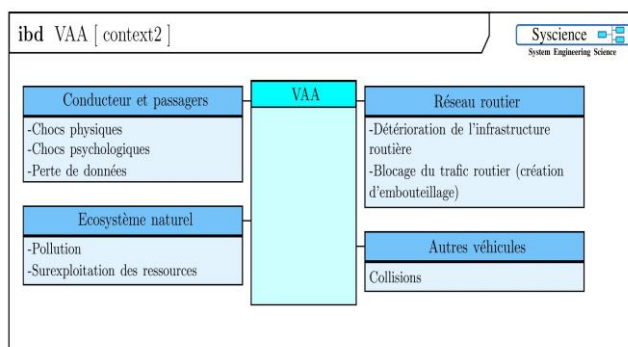 ibd VAA [ context2 ]
Syscience
System Engineering Science
Conducteur et passagers
-Chocs physiques
-Chocs psychologiques
-Perte de données
Ecosystème naturel
-Pollution
-Surexploitation des ressources
VAA
Réseau routier
-Détérioration de l'infrastructure
routière
-Blocage du trafic routier (création
d'embouteillage)
Autres véhicules
Collisions